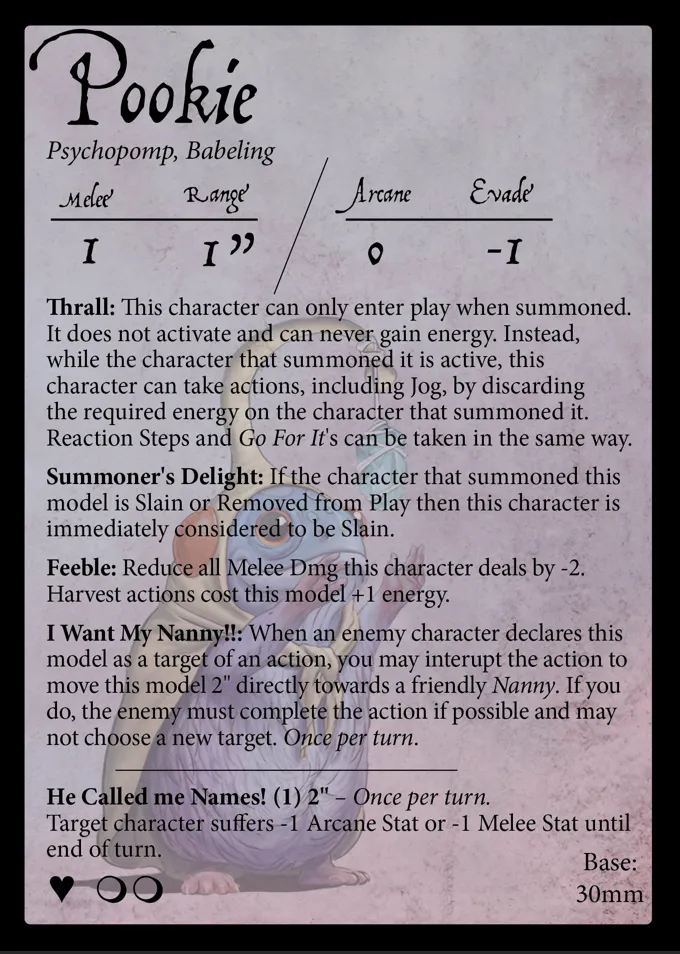 Pookie
Psychopomp, Babeling
Melee Range Arcane Evade
1 1” 0 -1
Thrall: This character can only enter play when summoned.
It does not activate and can never gain energy. Instead,
while the character that summoned it is active, this
character can take actions, including Jog, by discarding
the required energy on the character that summoned it.
Reaction Steps and Go For It's can be taken in the same way.
Summoner's Delight: If the character that summoned this
model is Slain or Removed from Play then this character is
immediately considered to be Slain.
Feeble: Reduce all Melee Dmg this character deals by -2.
Harvest actions cost this model +1 energy.
I Want My Nanny!!: When an enemy character declares this
model as a target of an action, you may interupt the action to
move this model 2" directly towards a friendly Nanny. If you
do, the enemy must complete the action if possible and may
not choose a new target. Once per turn.
He Called me Names! (1) 2" – Once per turn.
Target character suffers -1 Arcane Stat or -1 Melee Stat until
end of turn.
Base:
30mm